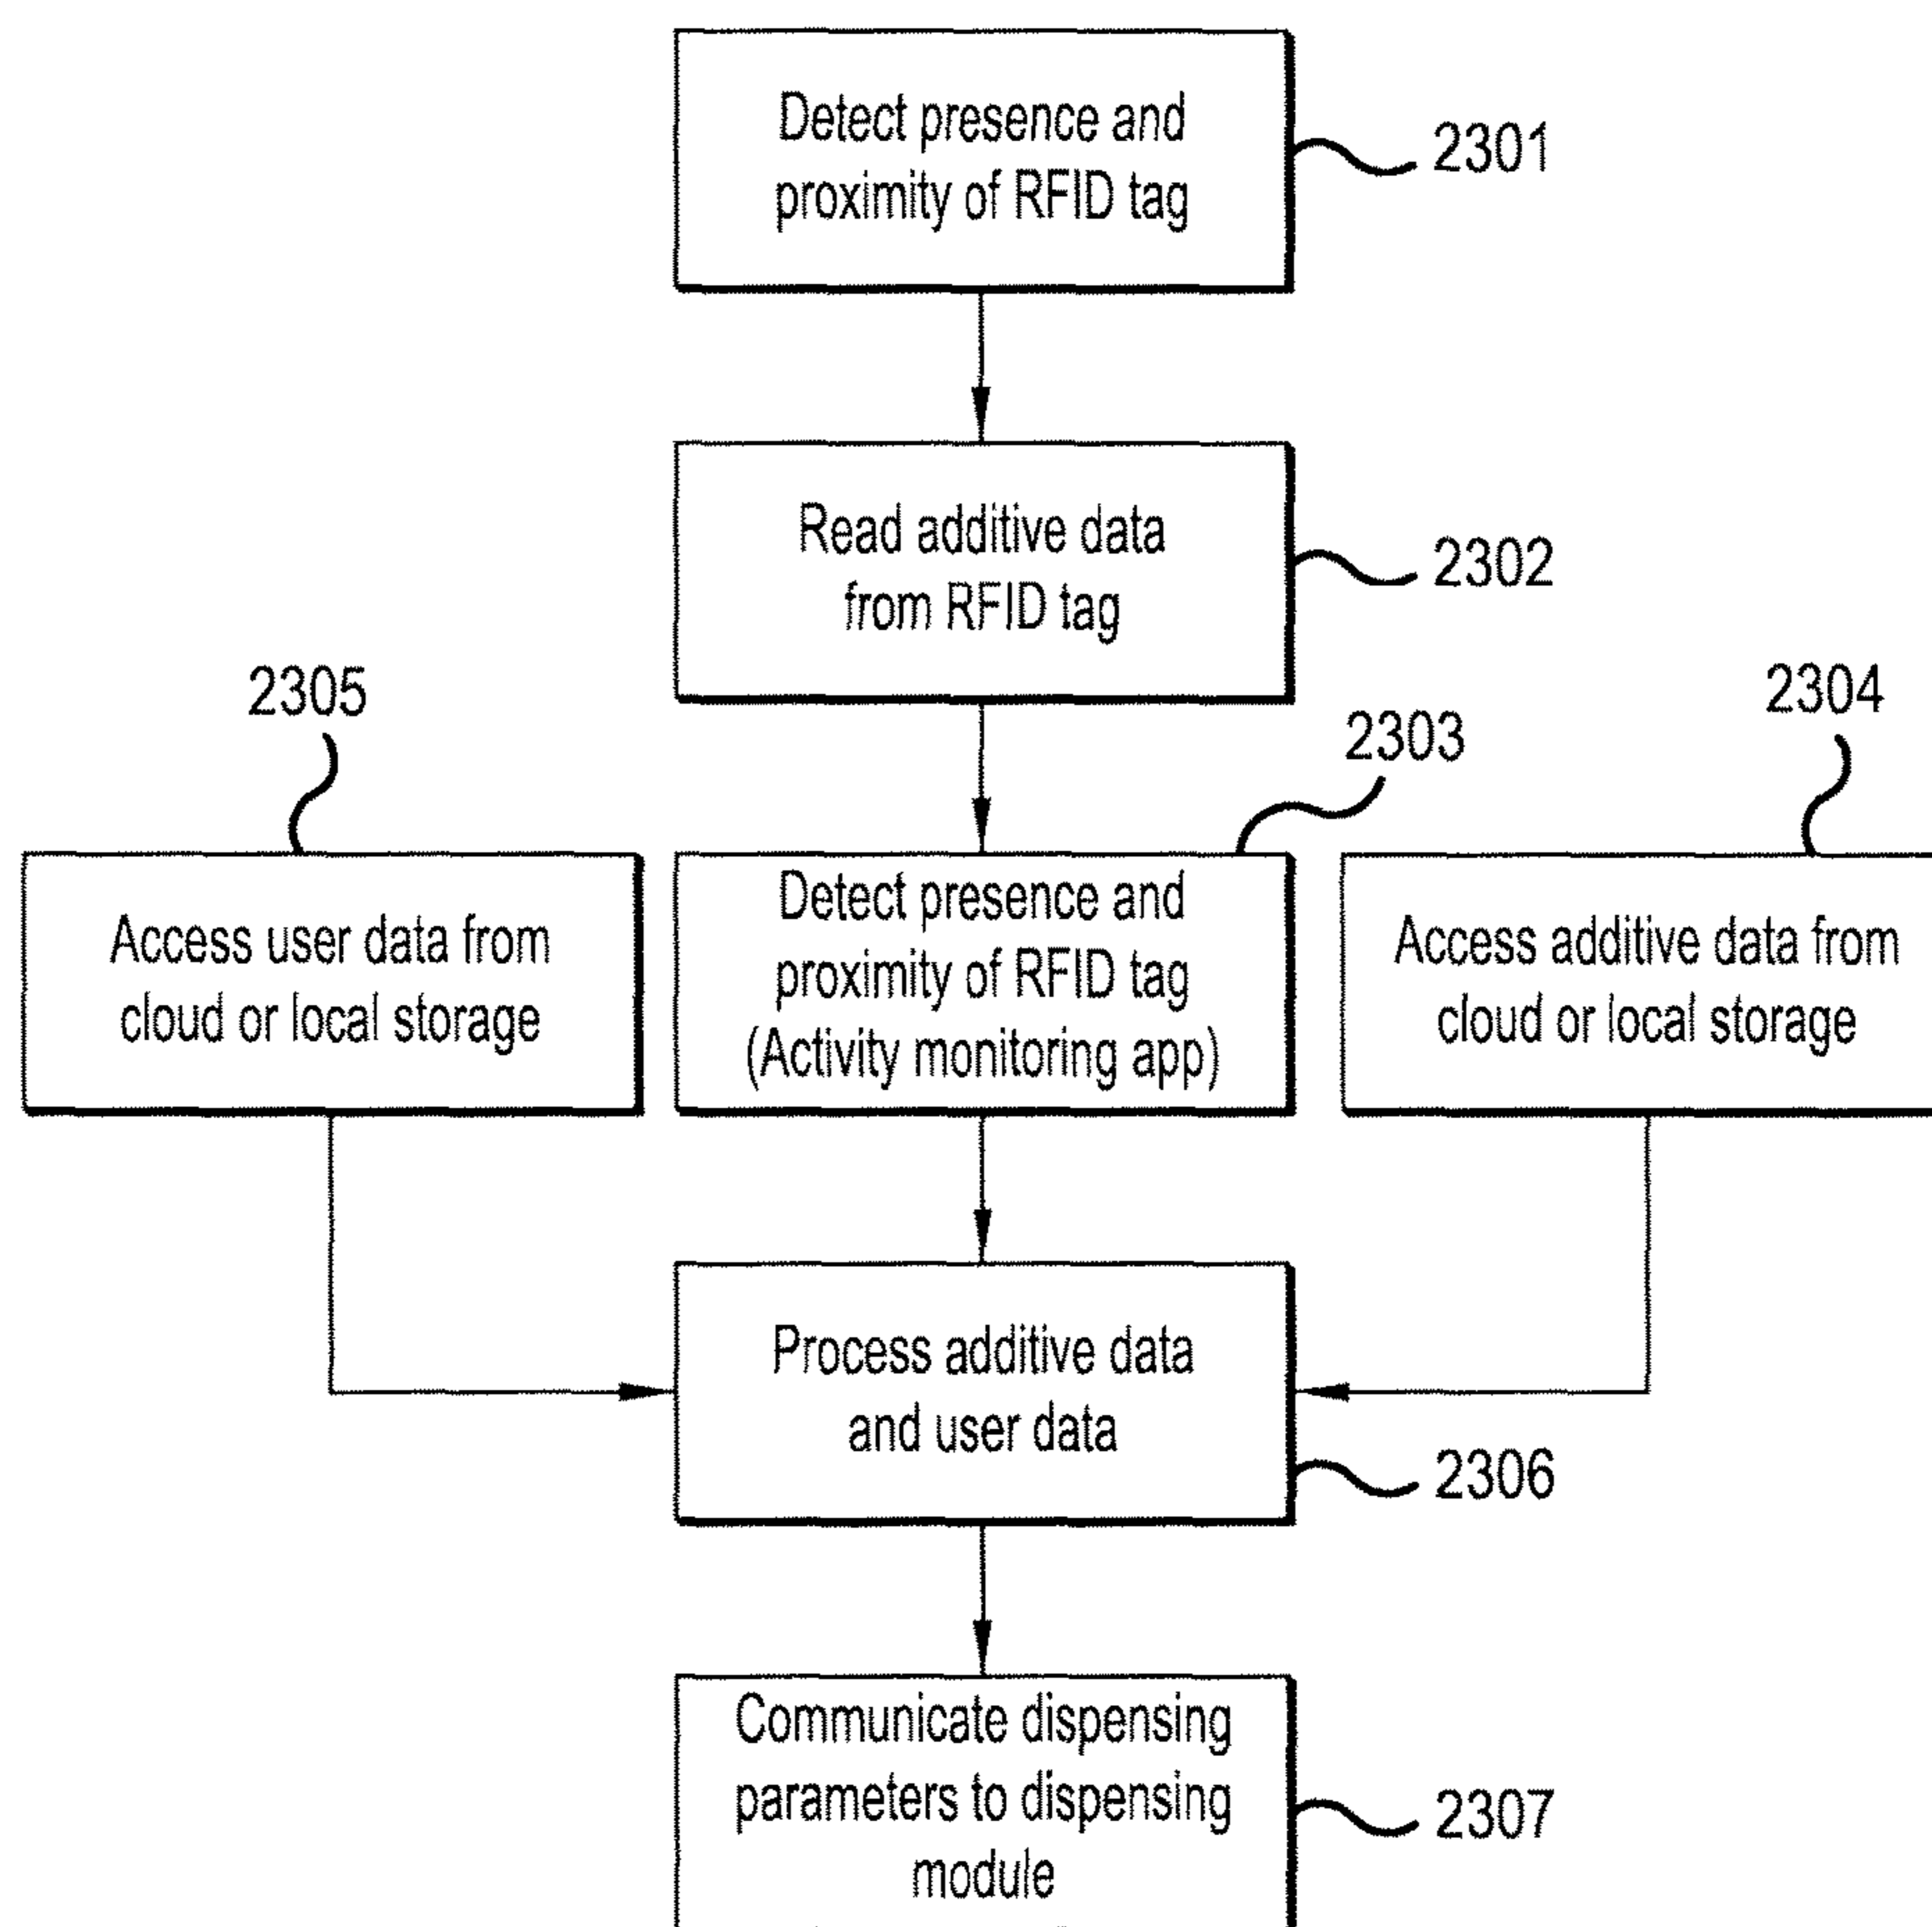 Detect presence and
proximity of RFID tag
2301
Read additive data
from RFID tag
2302
2305
2303
2304
Access user data from
cloud or local storage
Detect presence and
proximity of RFID tag
(Activity monitoring app)
Access additive data from
cloud or local storage
Process additive data
and user data
2306
Communicate dispensing
parameters to dispensing
module
2307